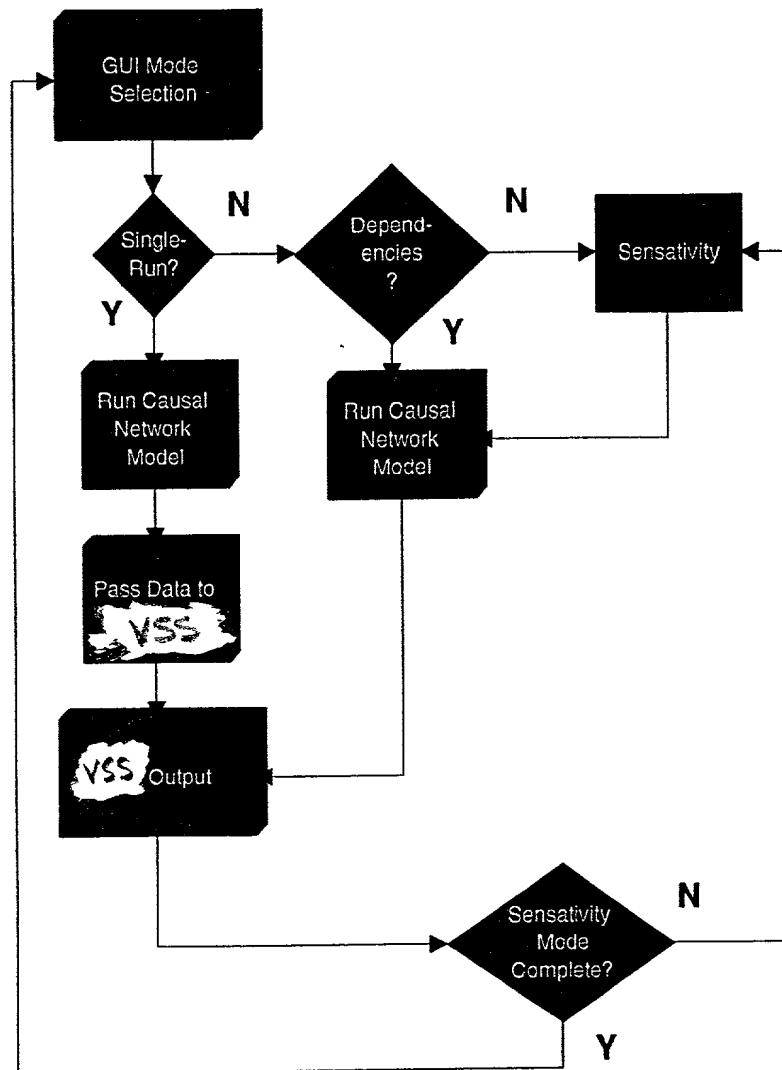 GUI Mode
Selection
N
N
Single-
Run?
Depend-
encies
?
Sensativity
Y
Y
Run Causal
Network
Model
Run Causal
Network
Model
Pass Data to
VSS
VSS Output
Sensativity
Mode
Complete?
N
Y